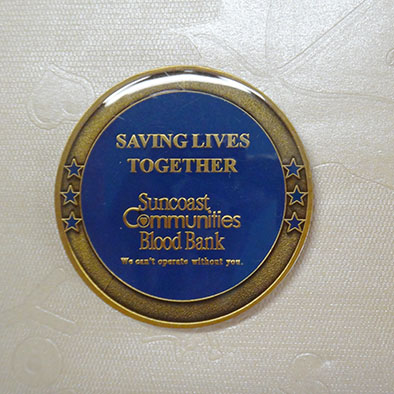 SAVING LIVES
TOGETHER
Suncoast
Communities
Blood Bank
We can't operate without you.